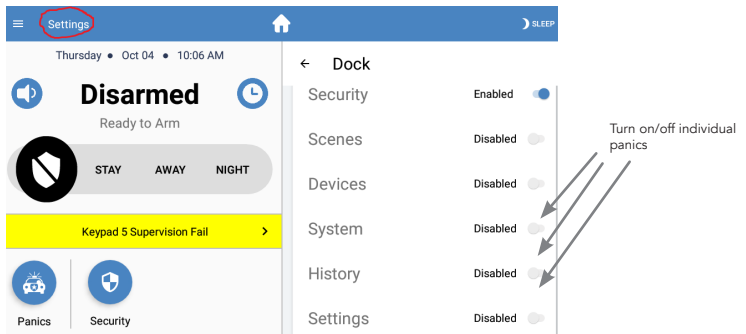 Settings
SLEEP
Thursday ● Oct 04 ● 10:06 AM
Disarmed
Ready to Arm
STAY AWAY NIGHT
Keypad 5 Supervision Fail
Panics
Security
Dock
Security Enabled
Scenes Disabled
Devices Disabled
System Disabled
History Disabled
Settings Disabled
Turn on/off individual
panics